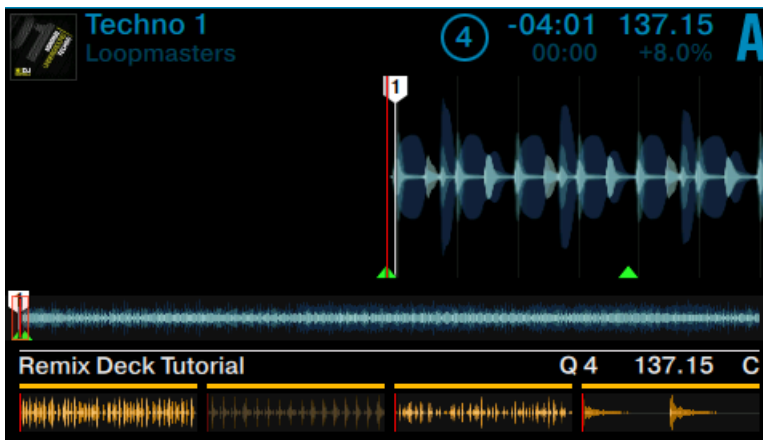 Techno 1
Loopmasters
4
-04:01 137.15
00:00 +8.0%
A
1
1
Remix Deck Tutorial Q 4 137.15 C